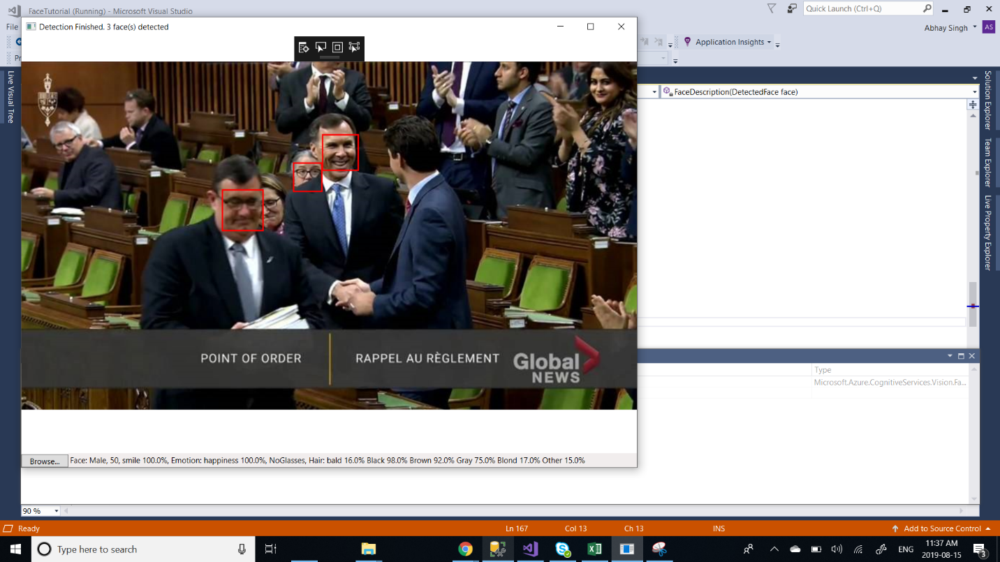 FaceTutorial (Running) - Microsoft Visual Studio
Quick Launch (Ctrl+Q)
File
Abhay Singh
AS
Detection Finished. 3 face(s) detected
Application Insights
Live Visual Tree
FaceDescription(DetectedFace face)
Solution Explorer
Team Explorer
Live Property Explorer
POINT OF ORDER
RAPPEL AU RÈGLEMENT
Global
NEWS
Type
Microsoft.Azure.CognitiveServices.Vision.Fa...
Browse...
Face: Male, 50, smile 100.0%, Emotion: happiness 100.0%, NoGlasses, Hair: bald 16.0% Black 98.0% Brown 92.0% Gray 75.0% Blond 17.0% Other 15.0%
90 %
Ready
Ln 167
Col 13
Ch 13
INS
Add to Source Control
Type here to search
ENG
11:37 AM
2019-08-15
3